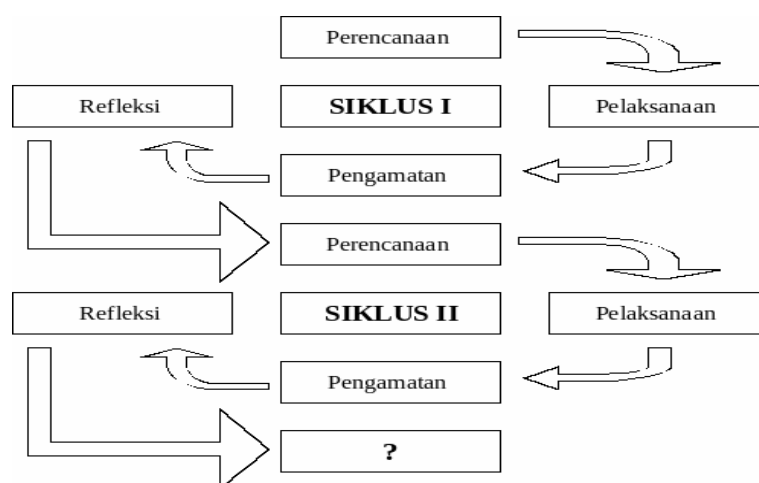 Perencanaan
Refleksi
SIKLUS I
Pelaksanaan
Pengamatan
Perencanaan
Refleksi
SIKLUS II
Pelaksanaan
Pengamatan
?